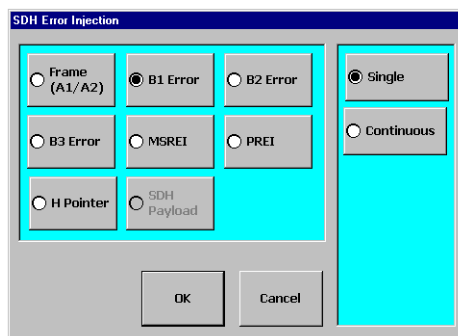 SDH Error Injection
Frame
(A1/A2)
B1 Error
B2 Error
Single
B3 Error
MSREI
PREI
Continuous
H Pointer
SDH
Payload
OK
Cancel